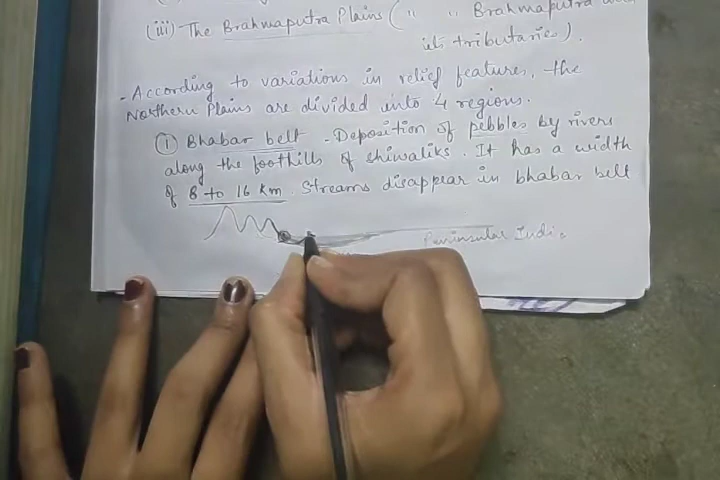 (iii) The Brahmaputra Plains ( " " Brahmaputra and
its tributaries).
- According to variations in relief features, the
Northern Plains are divided into 4 regions.
(i) Bhabar belt - Deposition of pebbles by rivers
along the foothills of Shiwaliks. It has a width
of 8 to 16 km. Streams disappear in bhabar belt
Peninsular India